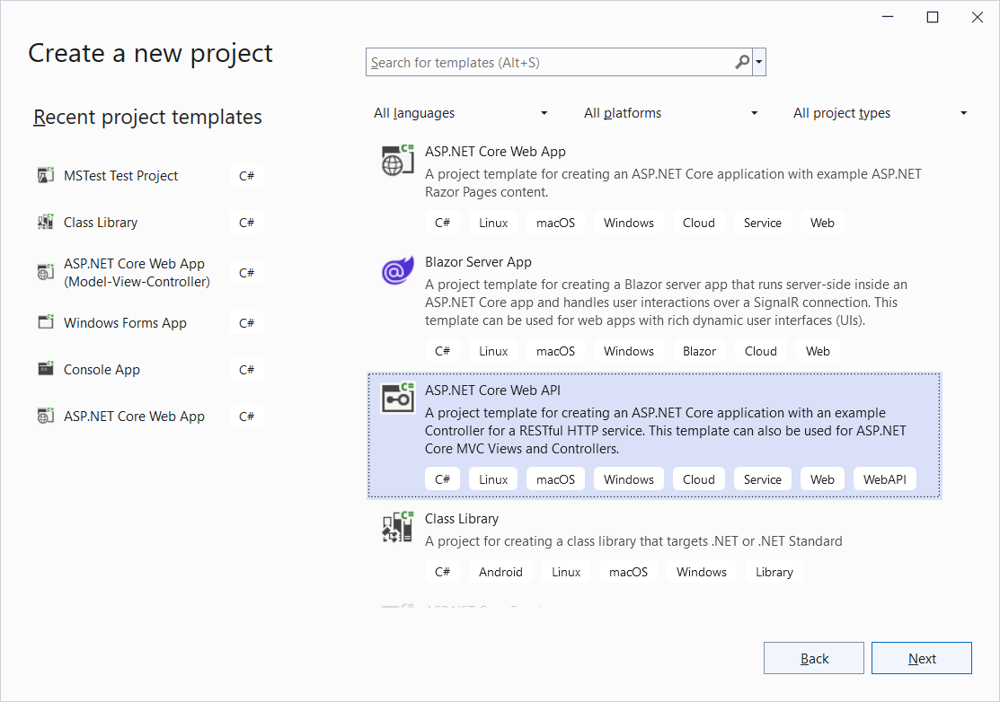 Create a new project
Search for templates (Alt+S)
Recent project templates
All languages
All platforms
All project types
MSTest Test Project
C#
Class Library
C#
ASP.NET Core Web App
(Model-View-Controller)
C#
Windows Forms App
C#
Console App
C#
ASP.NET Core Web App
C#
ASP.NET Core Web App
A project template for creating an ASP.NET Core application with example ASP.NET
Razor Pages content.
C# Linux macOS Windows Cloud Service Web
Blazor Server App
A project template for creating a Blazor server app that runs server-side inside an
ASP.NET Core app and handles user interactions over a SignalR connection. This
template can be used for web apps with rich dynamic user interfaces (UIs).
C# Linux macOS Windows Blazor Cloud Web
ASP.NET Core Web API
A project template for creating an ASP.NET Core application with an example
Controller for a RESTful HTTP service. This template can also be used for ASP.NET
Core MVC Views and Controllers.
C# Linux macOS Windows Cloud Service Web WebAPI
Class Library
A project for creating a class library that targets .NET or .NET Standard
C# Android Linux macOS Windows Library
Back
Next